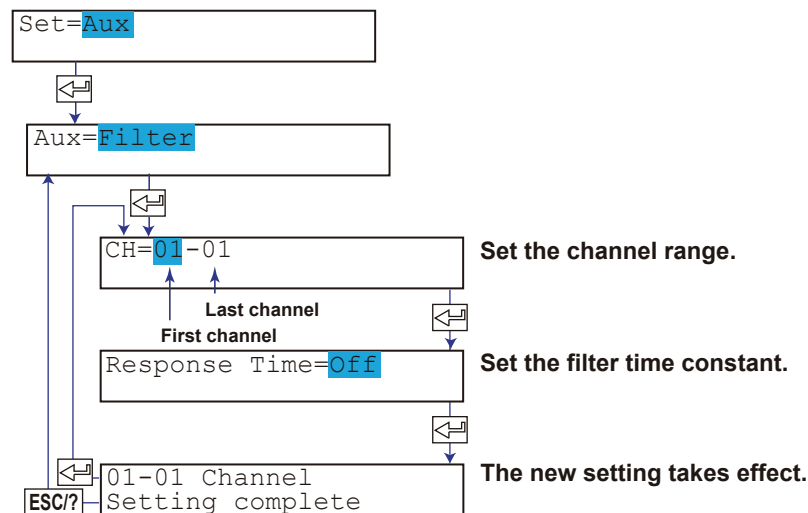 Set=Aux
Aux=Filter
CH=01-01
Set the channel range.
Last channel
First channel
Response Time=Off
Set the filter time constant.
01-01 Channel
The new setting takes effect.
ESC/?
Setting complete